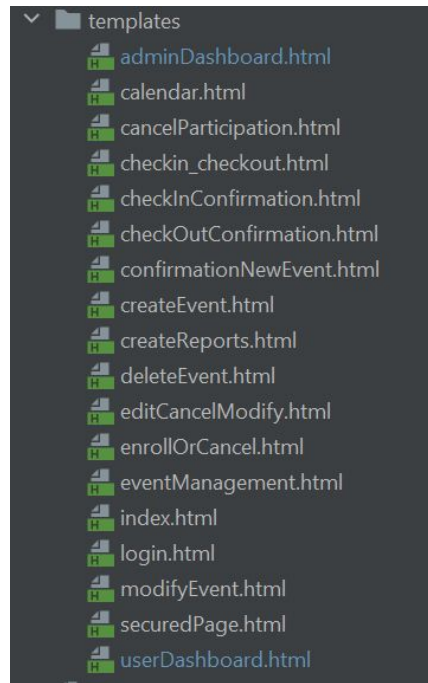 templates
adminDashboard.html
calendar.html
cancelParticipation.html
checkin_checkout.html
checkInConfirmation.html
checkOutConfirmation.html
confirmationNewEvent.html
createEvent.html
createReports.html
deleteEvent.html
editCancelModify.html
enrollOrCancel.html
eventManagement.html
index.html
login.html
modifyEvent.html
securedPage.html
userDashboard.html